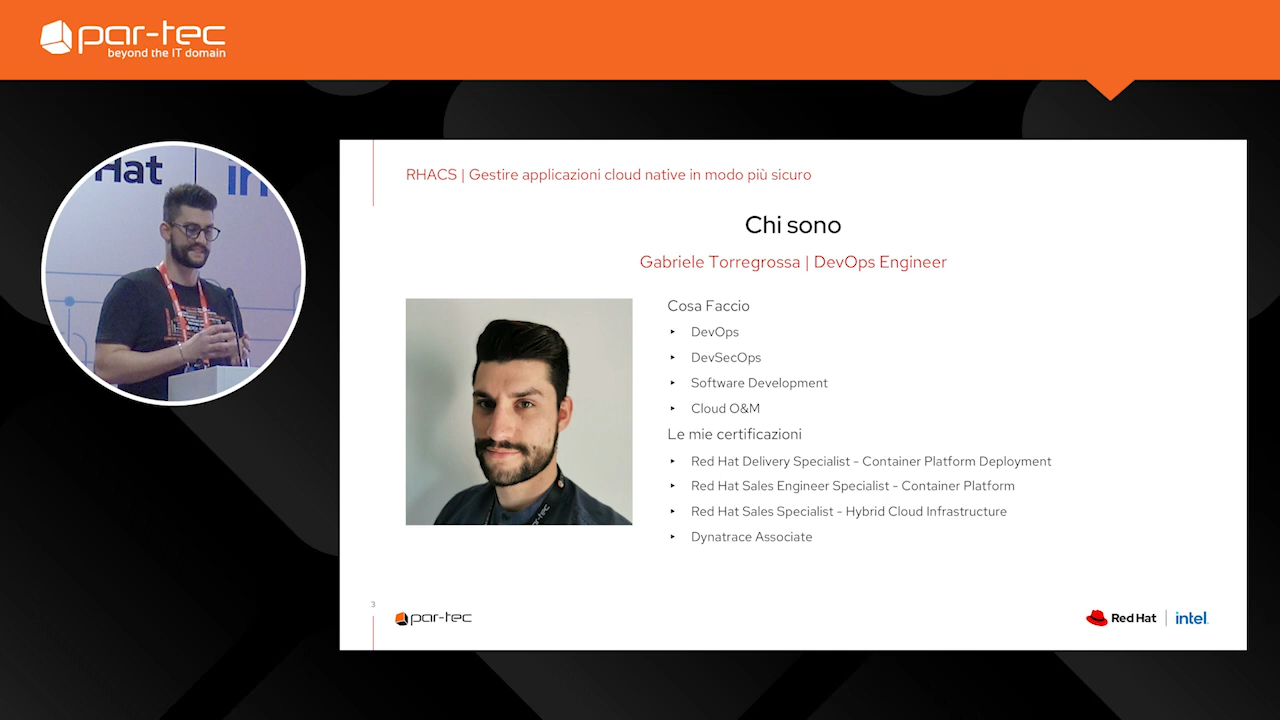 par-tec
beyond the IT domain
Hat
RHACS | Gestire applicazioni cloud native in modo più sicuro
Chi sono
Gabriele Torregrossa | DevOps Engineer
Cosa Faccio
DevOps
DevSecOps
Software Development
Cloud O&M
Le mie certificazioni
Red Hat Delivery Specialist - Container Platform Deployment
Red Hat Sales Engineer Specialist - Container Platform
Red Hat Sales Specialist - Hybrid Cloud Infrastructure
Dynatrace Associate
3
par-tec
Red Hat | intel.